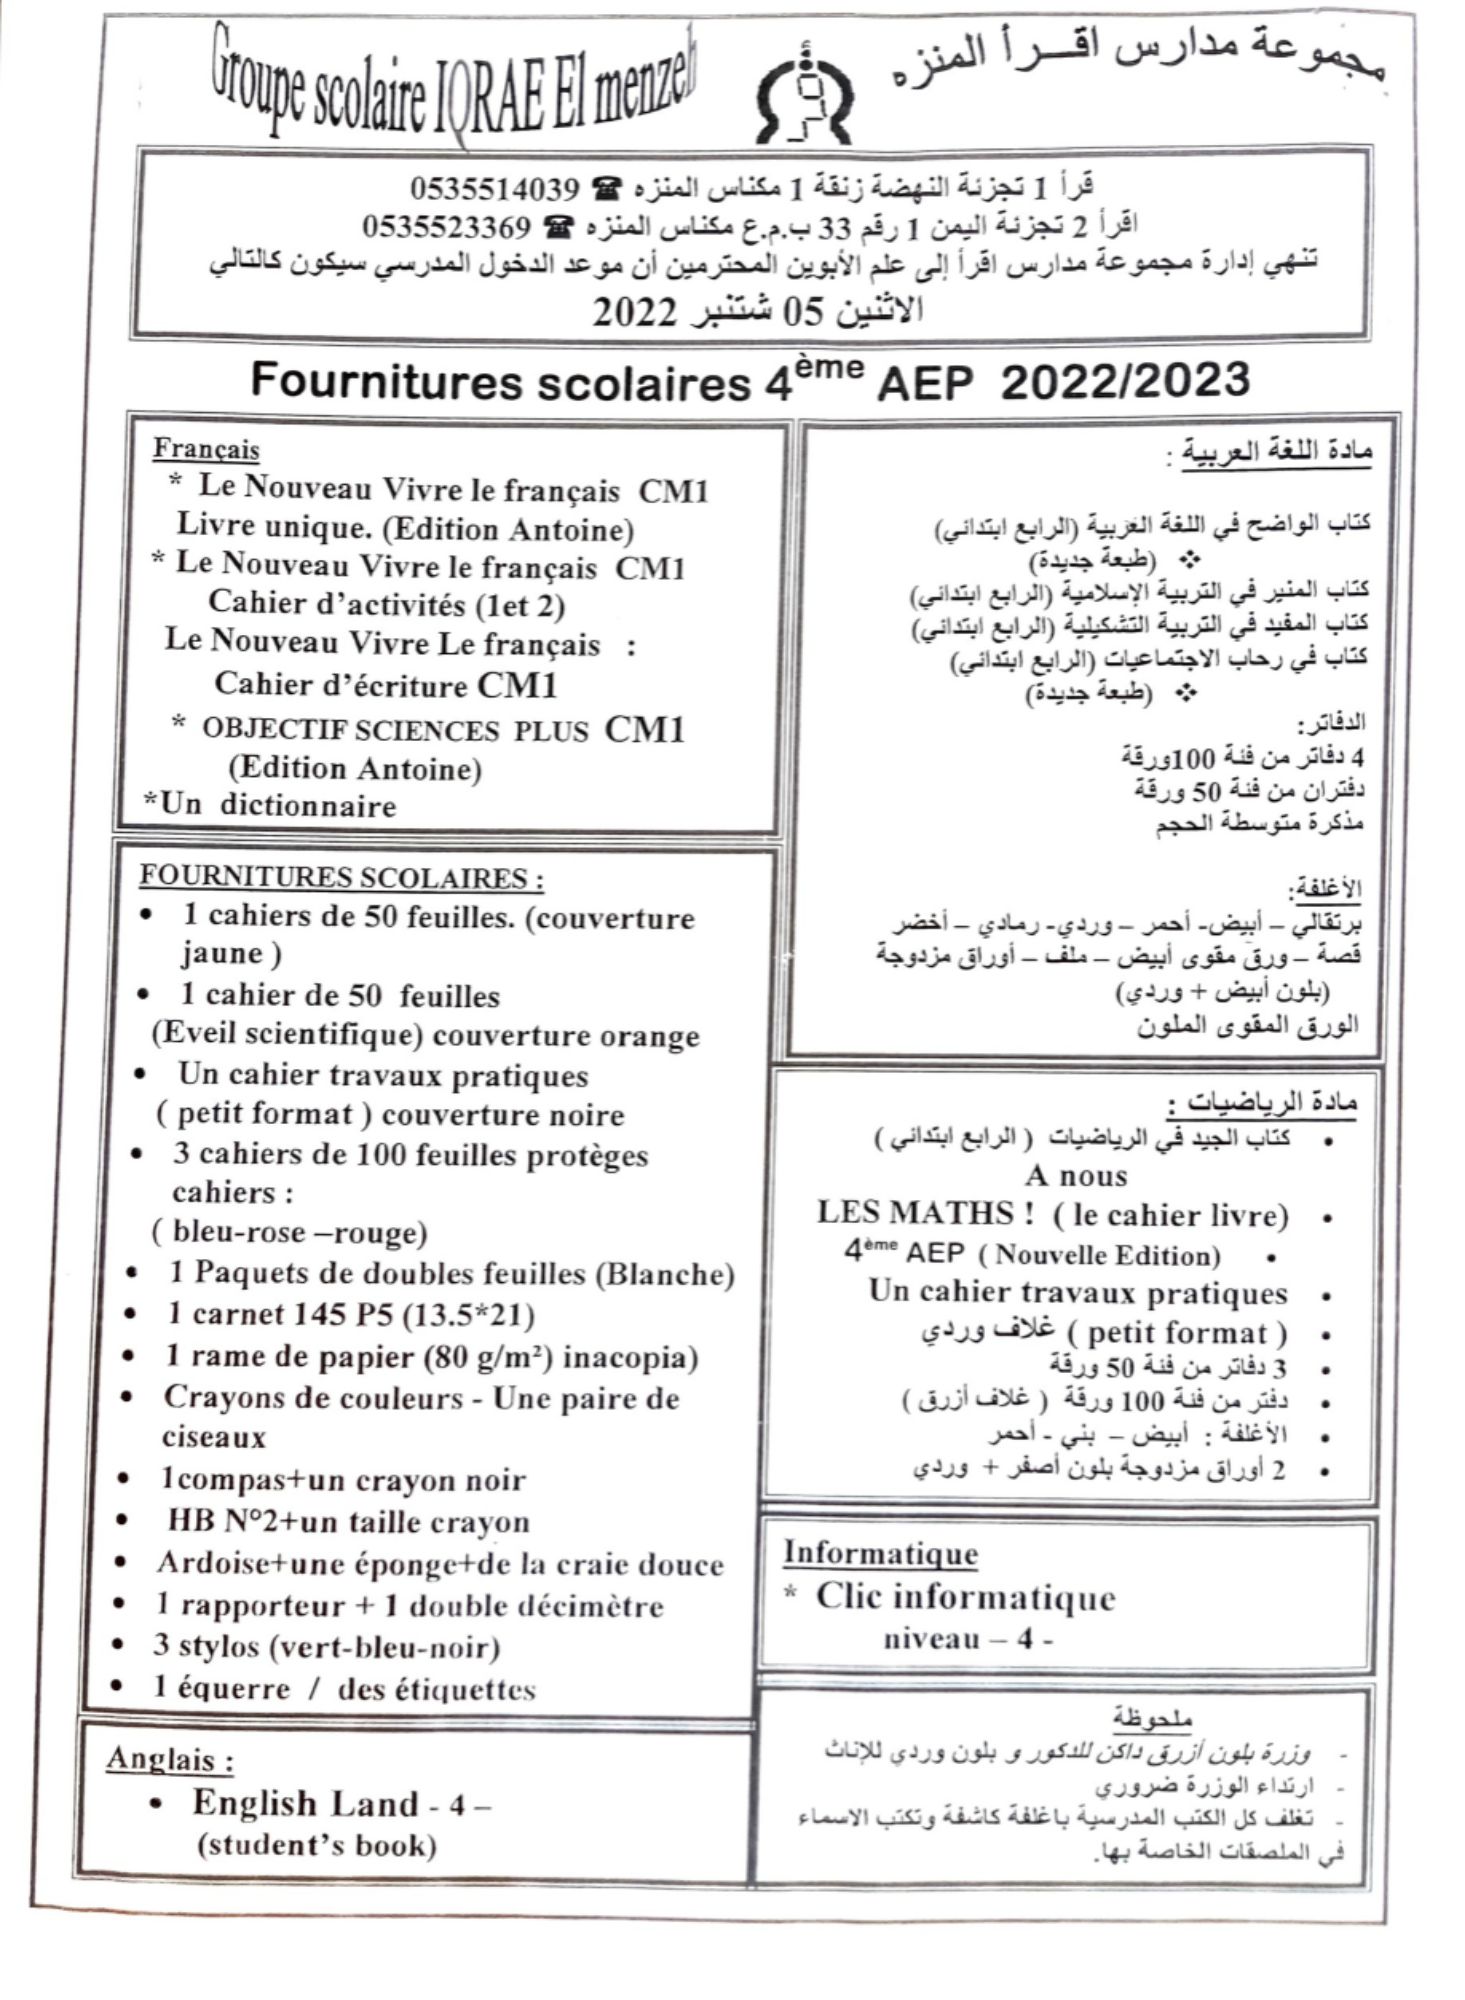 Groupe scolaire IQRAE El menzeh
مجموعة مدارس اقــرأ المنزه
قرأ 1 تجزئة النهضة زنقة 1 مكناس المنزه ☎ 0535514039
اقرأ 2 تجزئة اليمن 1 رقم 33 ب.م.ع مكناس المنزه ☎ 0535523369
تنهي إدارة مجموعة مدارس اقرأ إلى علم الأبوين المحترمين أن موعد الدخول المدرسي سيكون كالتالي
الاثنين 05 شتنبر 2022
Fournitures scolaires 4ème AEP 2022/2023
Français
* Le Nouveau Vivre le français CM1
Livre unique. (Edition Antoine)
* Le Nouveau Vivre le français CM1
Cahier d'activités (1et 2)
Le Nouveau Vivre Le français :
Cahier d'écriture CM1
* OBJECTIF SCIENCES PLUS CM1
(Edition Antoine)
*Un dictionnaire
FOURNITURES SCOLAIRES :
• 1 cahiers de 50 feuilles. (couverture
jaune )
• 1 cahier de 50 feuilles
(Eveil scientifique) couverture orange
• Un cahier travaux pratiques
( petit format ) couverture noire
• 3 cahiers de 100 feuilles protèges
cahiers :
( bleu-rose –rouge)
• 1 Paquets de doubles feuilles (Blanche)
• 1 carnet 145 P5 (13.5*21)
• 1 rame de papier (80 g/m²) inacopia)
• Crayons de couleurs - Une paire de
ciseaux
• 1compas+un crayon noir
• HB N°2+un taille crayon
• Ardoise+une éponge+de la craie douce
• 1 rapporteur + 1 double décimètre
• 3 stylos (vert-bleu-noir)
• 1 équerre / des étiquettes
Anglais :
• English Land - 4 –
(student's book)
مادة اللغة العربية :
كتاب الواضح في اللغة العربية (الرابع ابتدائي)
❖ (طبعة جديدة)
كتاب المنير في التربية الإسلامية (الرابع ابتدائي)
كتاب المفيد في التربية التشكيلية (الرابع ابتدائي)
كتاب في رحاب الاجتماعيات (الرابع ابتدائي)
❖ (طبعة جديدة)
الدفاتر:
4 دفاتر من فئة 100ورقة
دفتران من فئة 50 ورقة
مذكرة متوسطة الحجم
الأغلفة:
برتقالي – أبيض- أحمر – وردي- رمادي – أخضر
قصة – ورق مقوى أبيض – ملف – أوراق مزدوجة
(بلون أبيض + وردي)
الورق المقوى الملون
مادة الرياضيات :
• كتاب الجيد في الرياضيات ( الرابع ابتدائي )
A nous
LES MATHS ! ( le cahier livre) •
4ème AEP ( Nouvelle Edition) •
Un cahier travaux pratiques •
• ( petit format ) غلاف وردي
• 3 دفاتر من فئة 50 ورقة
• دفتر من فئة 100 ورقة ( غلاف أزرق )
• الأغلفة : أبيض – بني - أحمر
• 2 أوراق مزدوجة بلون أصفر + وردي
Informatique
* Clic informatique
niveau – 4 -
ملحوظة
- وزرة بلون أزرق داكن للدكور و بلون وردي للإناث
- ارتداء الوزرة ضروري
- تغلف كل الكتب المدرسية باغلفة كاشفة وتكتب الاسماء
في الملصقات الخاصة بها.